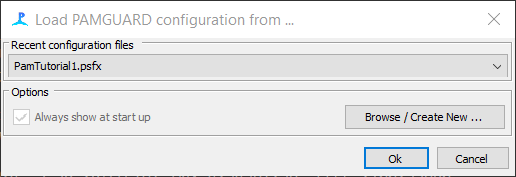 Load PAMGUARD configuration from ...
Recent configuration files
PamTutorial1.psfx
Options
Always show at start up
Browse / Create New ...
Ok
Cancel